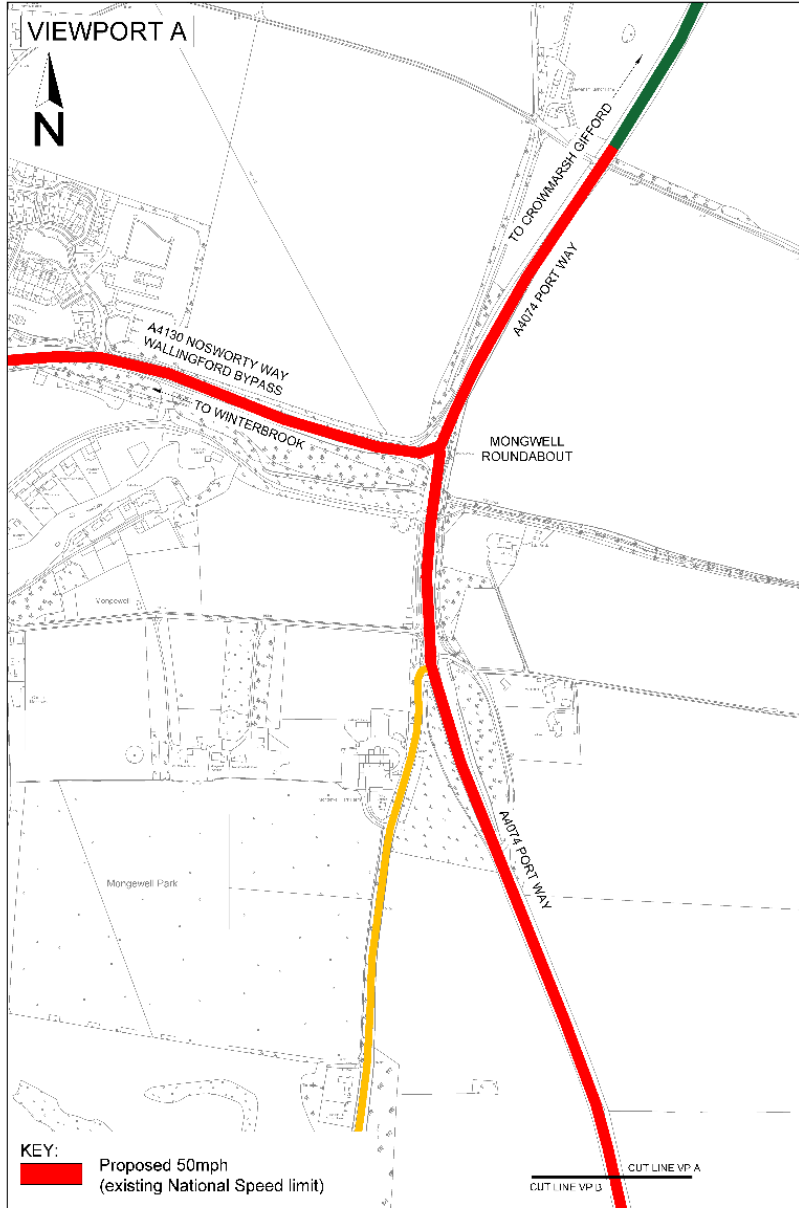 VIEWPORT A
N
TO CROWMARSH GIFFORD
A4074 PORT WAY
A4130 NOSWORTY WAY
WALLINGFORD BYPASS
TO WINTERBROOK
MONGWELL
ROUNDABOUT
Mongewell
A4074 PORT WAY
Mongewell Park
KEY:
Proposed 50mph
(existing National Speed limit)
CUT LINE VP A
CUT LINE VP B